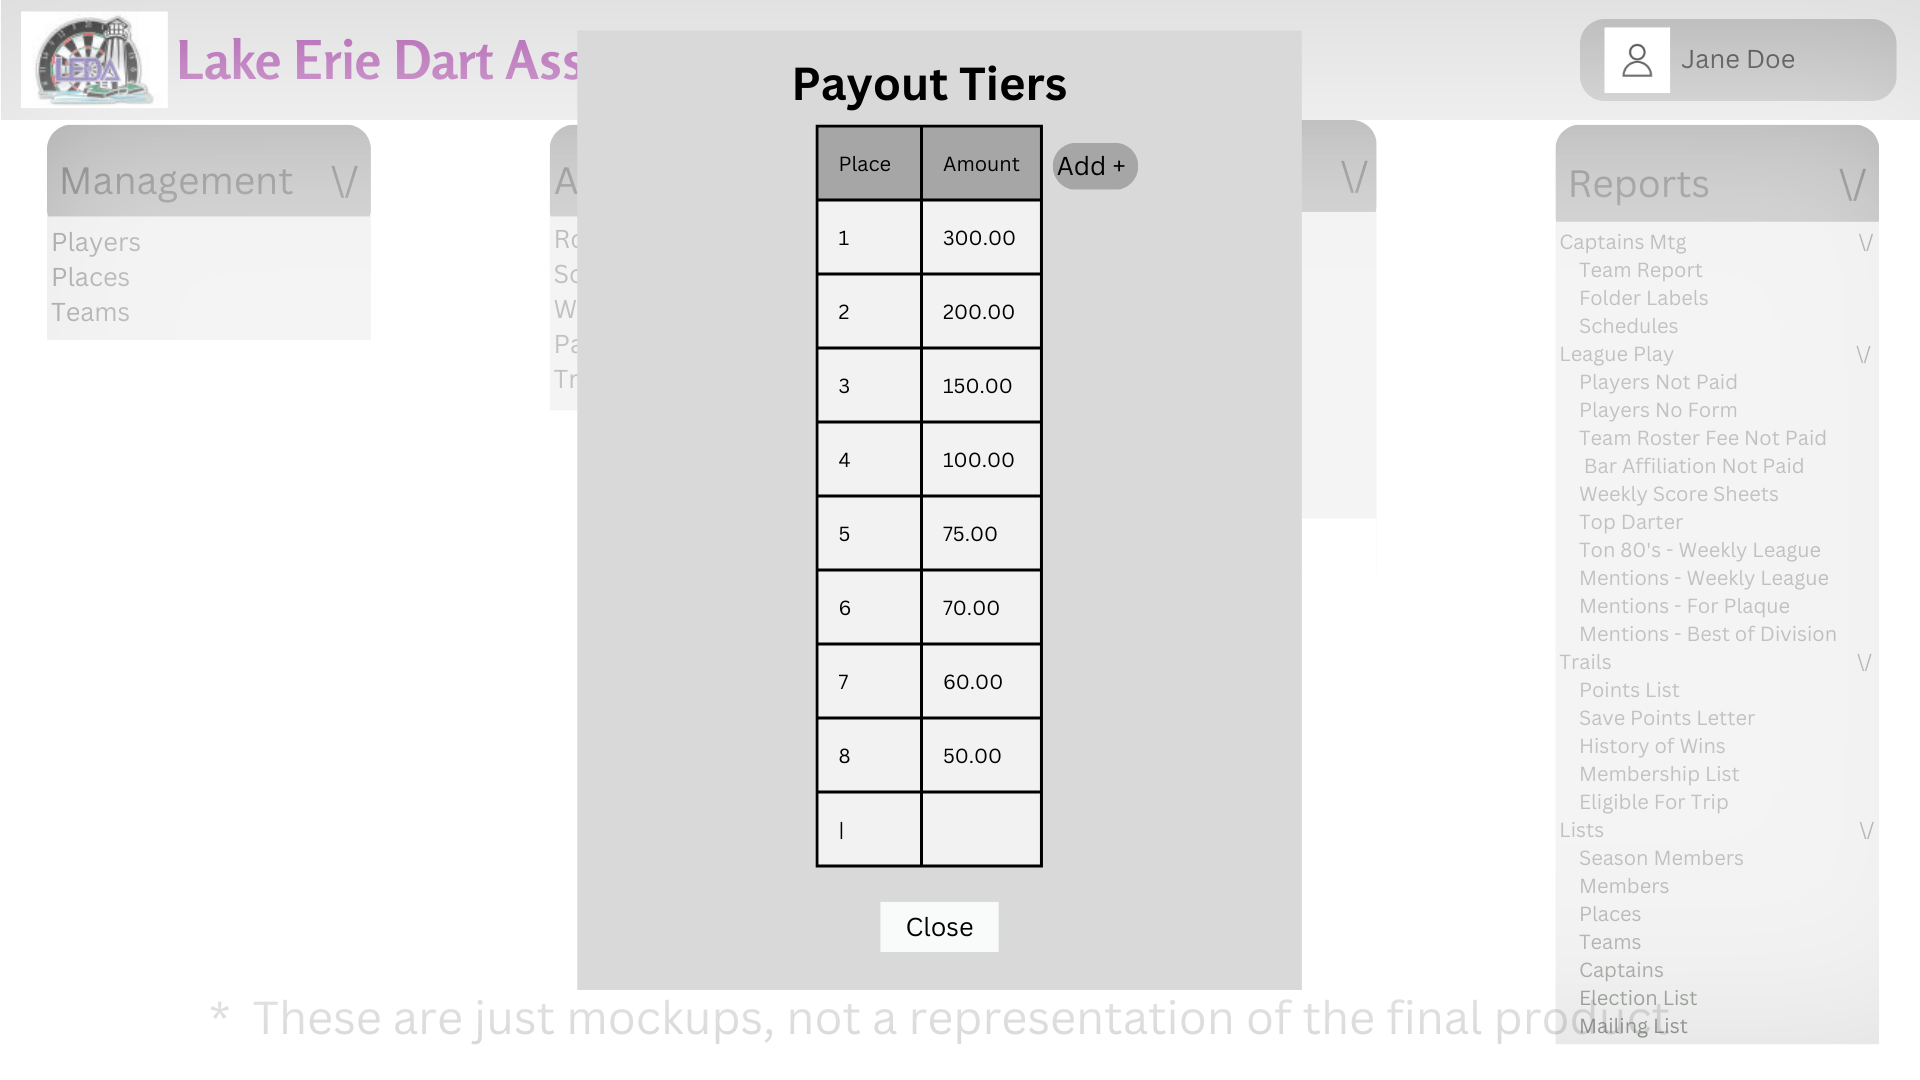 LEDA
Lake Erie Dart Ass
Jane Doe
Payout Tiers
Place Amount
Add +
1 300.00
2 200.00
3 150.00
4 100.00
5 75.00
6 70.00
7 60.00
8 50.00
|
Close
Management \/
Players
Places
Teams
A
Ro
Sc
W
Pa
Tr
\/
Reports \/
Captains Mtg \/
Team Report
Folder Labels
Schedules
League Play \/
Players Not Paid
Players No Form
Team Roster Fee Not Paid
Bar Affiliation Not Paid
Weekly Score Sheets
Top Darter
Ton 80's - Weekly League
Mentions - Weekly League
Mentions - For Plaque
Mentions - Best of Division
Trails \/
Points List
Save Points Letter
History of Wins
Membership List
Eligible For Trip
Lists \/
Season Members
Members
Places
Teams
Captains
Election List
Mailing List
* These are just mockups, not a representation of the final product